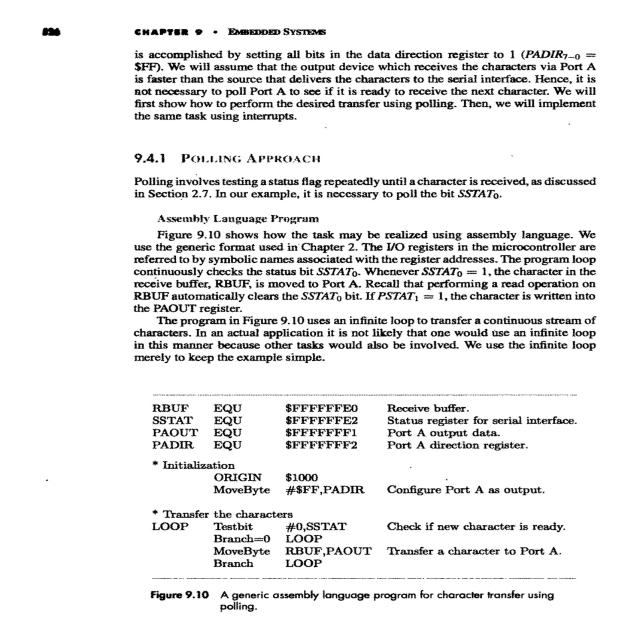 526 CHAPTER 9 • EMBEDDED SYSTEMS
is accomplished by setting all bits in the data direction register to 1 (PADIR7–0 =
$FF). We will assume that the output device which receives the characters via Port A
is faster than the source that delivers the characters to the serial interface. Hence, it is
not necessary to poll Port A to see if it is ready to receive the next character. We will
first show how to perform the desired transfer using polling. Then, we will implement
the same task using interrupts.
9.4.1 POLLING APPROACH
Polling involves testing a status flag repeatedly until a character is received, as discussed
in Section 2.7. In our example, it is necessary to poll the bit SSTAT0.
Assembly Language Program
Figure 9.10 shows how the task may be realized using assembly language. We
use the generic format used in Chapter 2. The I/O registers in the microcontroller are
referred to by symbolic names associated with the register addresses. The program loop
continuously checks the status bit SSTAT0. Whenever SSTAT0 = 1, the character in the
receive buffer, RBUF, is moved to Port A. Recall that performing a read operation on
RBUF automatically clears the SSTAT0 bit. If PSTAT1 = 1, the character is written into
the PAOUT register.
The program in Figure 9.10 uses an infinite loop to transfer a continuous stream of
characters. In an actual application it is not likely that one would use an infinite loop
in this manner because other tasks would also be involved. We use the infinite loop
merely to keep the example simple.
RBUF EQU $FFFFFFE0 Receive buffer.
SSTAT EQU $FFFFFFE2 Status register for serial interface.
PAOUT EQU $FFFFFFF1 Port A output data.
PADIR EQU $FFFFFFF2 Port A direction register.
* Initialization
ORIGIN $1000
MoveByte #$FF,PADIR Configure Port A as output.
* Transfer the characters
LOOP Testbit #0,SSTAT Check if new character is ready.
Branch=0 LOOP
MoveByte RBUF,PAOUT Transfer a character to Port A.
Branch LOOP
Figure 9.10 A generic assembly language program for character transfer using
polling.